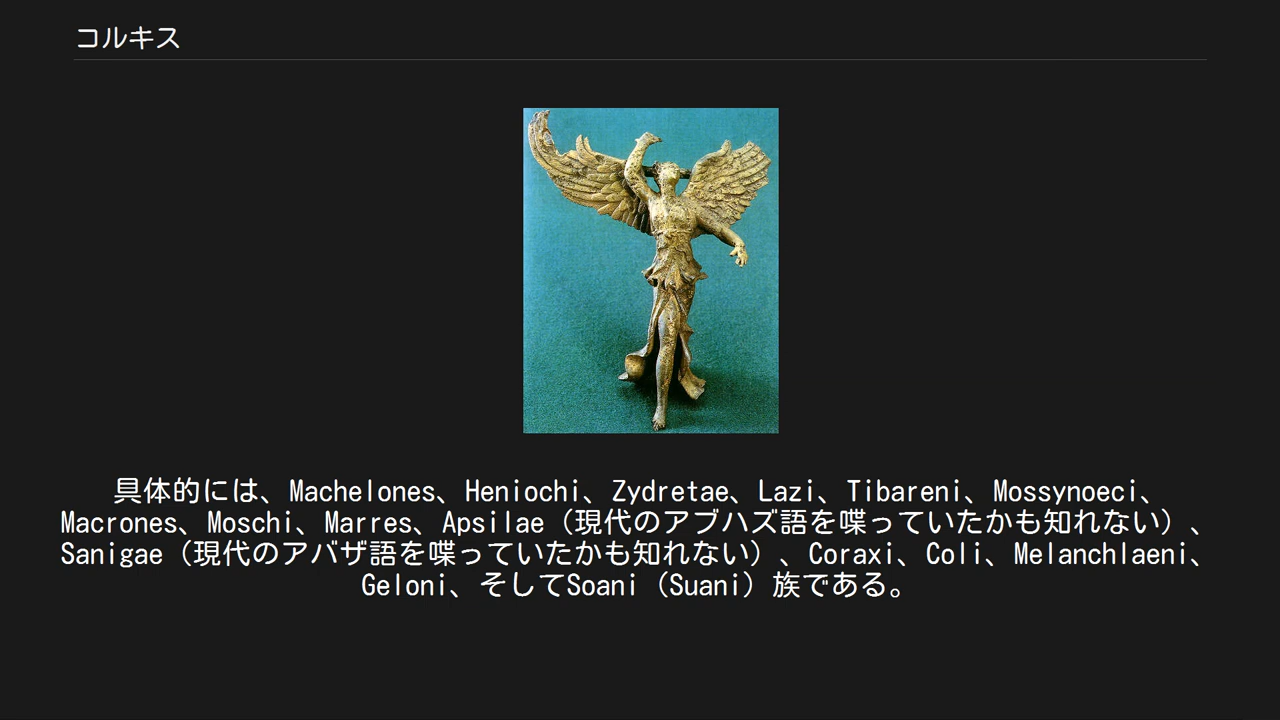 コルキス
具体的には、Machelones、Heniochi、Zydretae、Lazi、Tibareni、Mossynoeci、
Macrones、Moschi、Marres、Apsilae（現代のアブハズ語を喋っていたかも知れない）、
Sanigae（現代のアバザ語を喋っていたかも知れない）、Coraxi、Coli、Melanchlaeni、
Geloni、そしてSoani（Suani）族である。